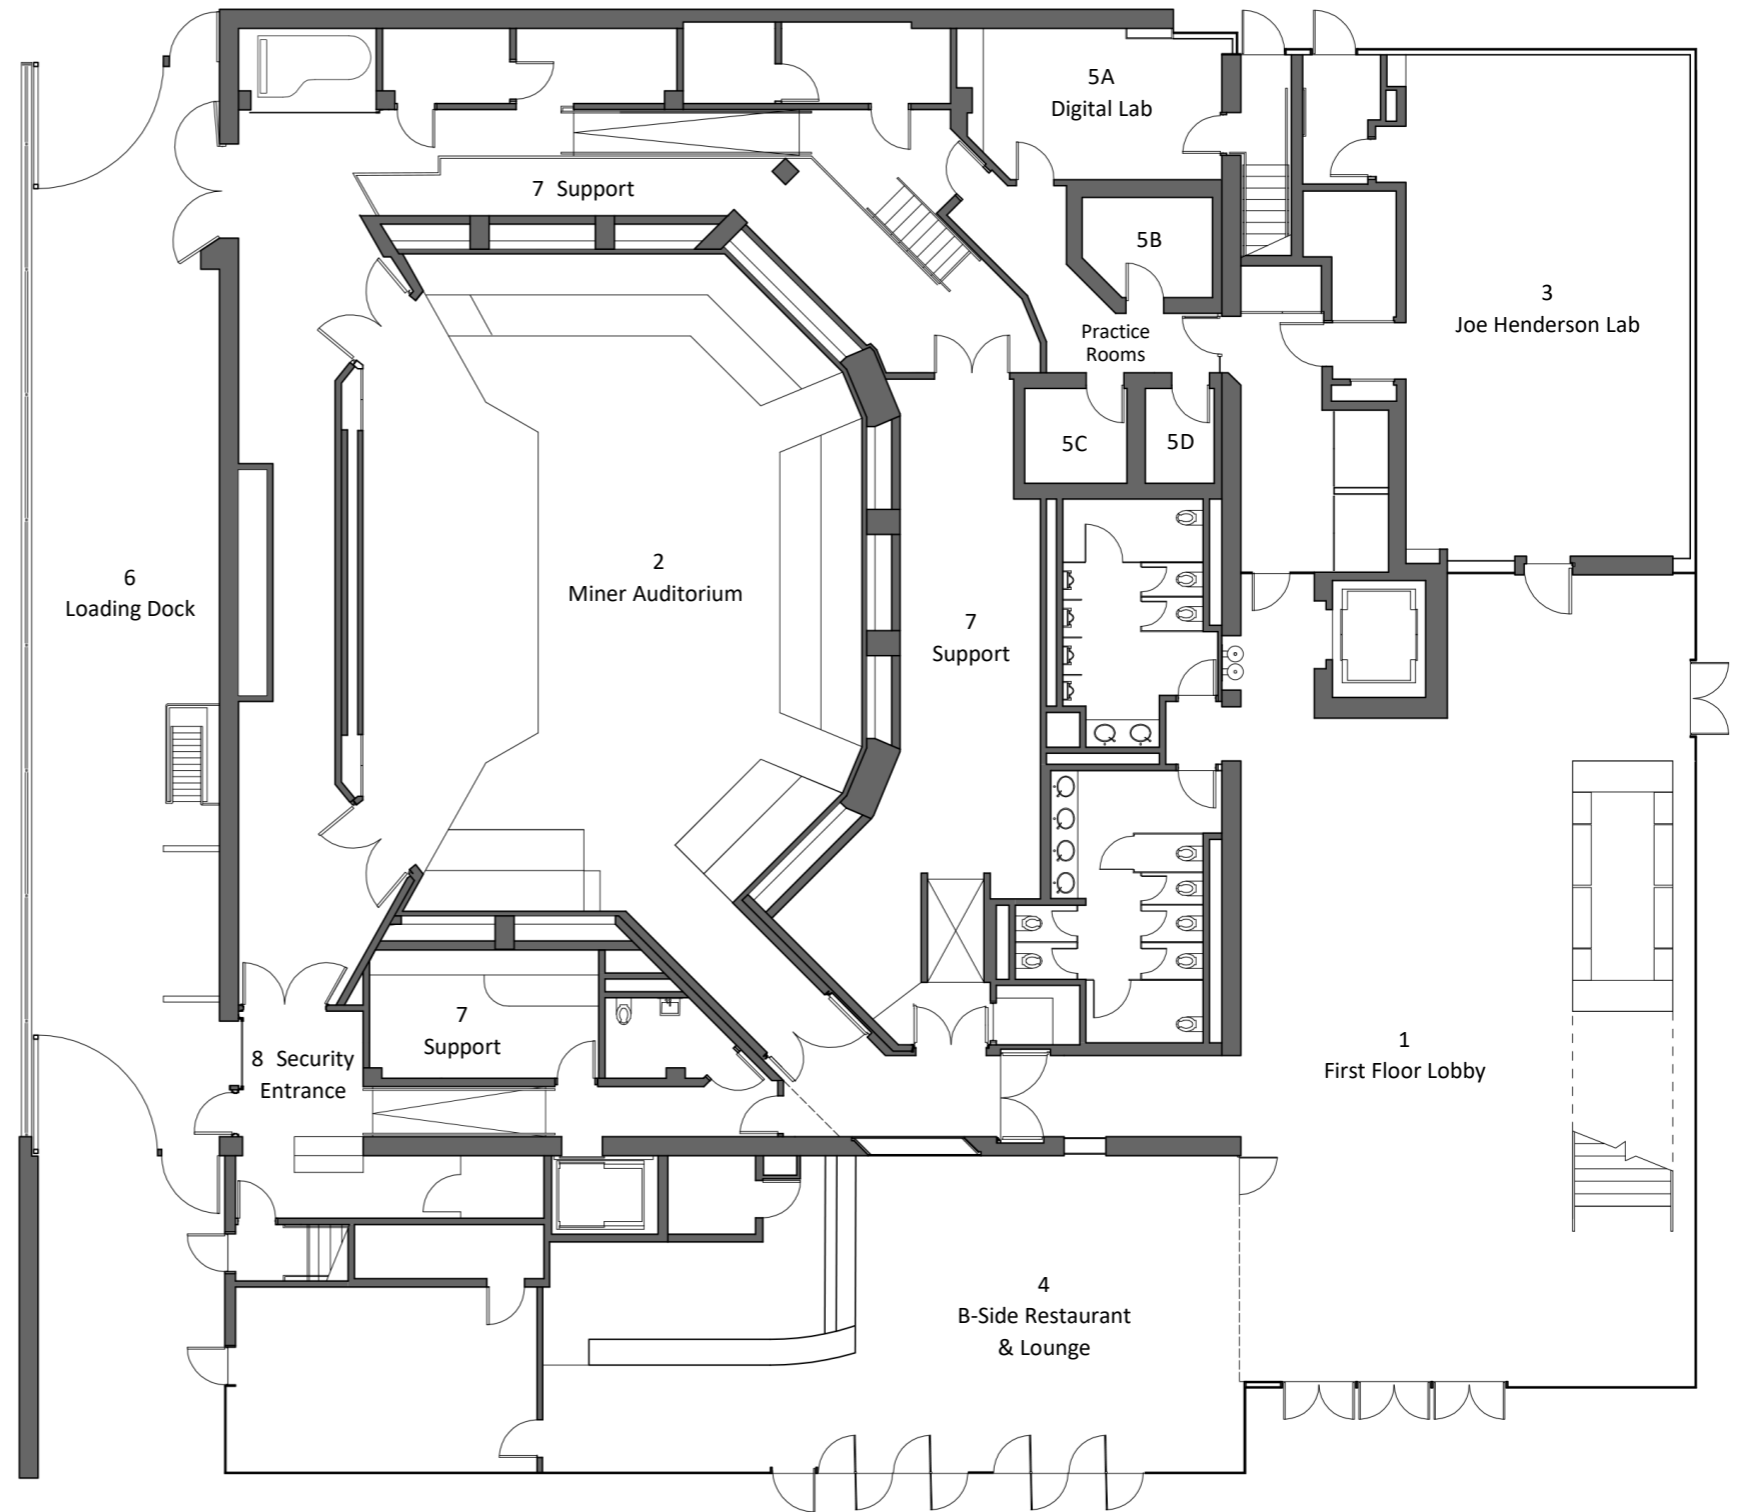 5A
Digital Lab
7 Support
5B
3
Joe Henderson Lab
Practice
Rooms
5C
5D
2
Miner Auditorium
6
Loading Dock
7
Support
7
Support
8 Security
Entrance
1
First Floor Lobby
4
B-Side Restaurant
& Lounge